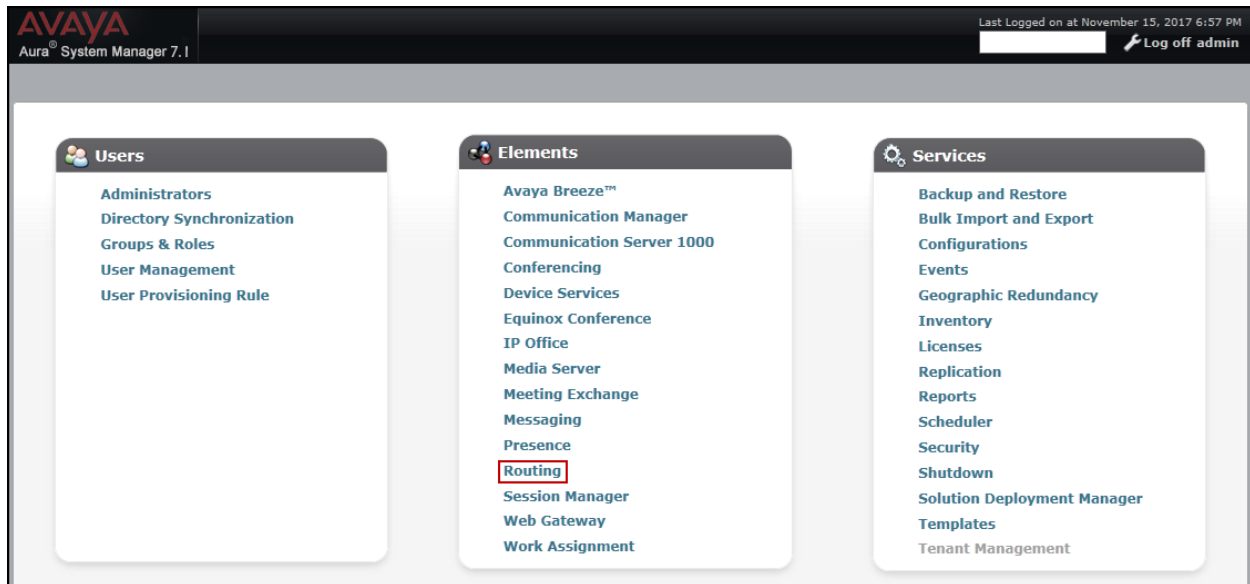 AVAYA
Aura® System Manager 7.1
Last Logged on at November 15, 2017 6:57 PM
Log off admin
Users
Administrators
Directory Synchronization
Groups & Roles
User Management
User Provisioning Rule
Elements
Avaya Breeze™
Communication Manager
Communication Server 1000
Conferencing
Device Services
Equinox Conference
IP Office
Media Server
Meeting Exchange
Messaging
Presence
Routing
Session Manager
Web Gateway
Work Assignment
Services
Backup and Restore
Bulk Import and Export
Configurations
Events
Geographic Redundancy
Inventory
Licenses
Replication
Reports
Scheduler
Security
Shutdown
Solution Deployment Manager
Templates
Tenant Management